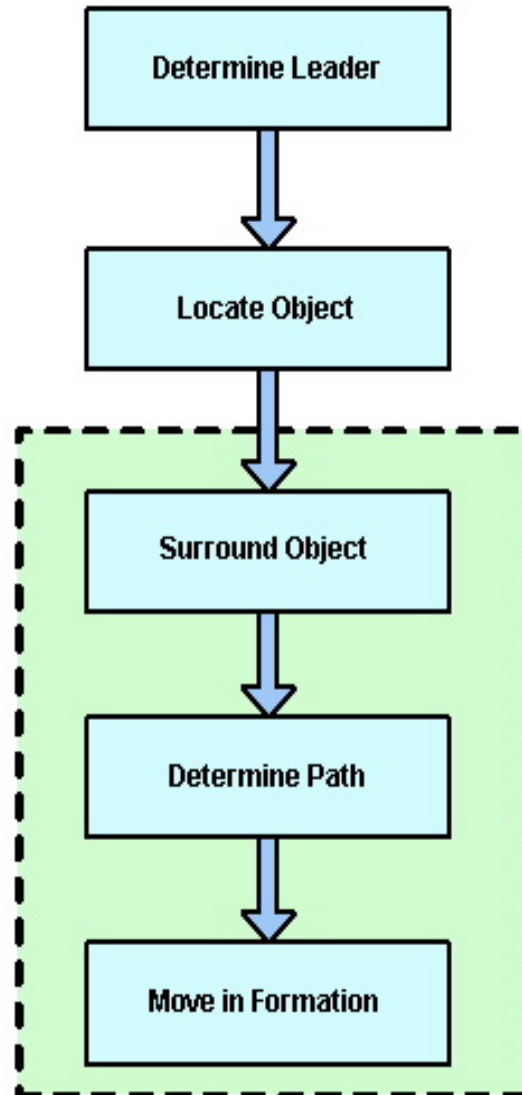 Determine Leader
Locate Object
Surround Object
Determine Path
Move in Formation